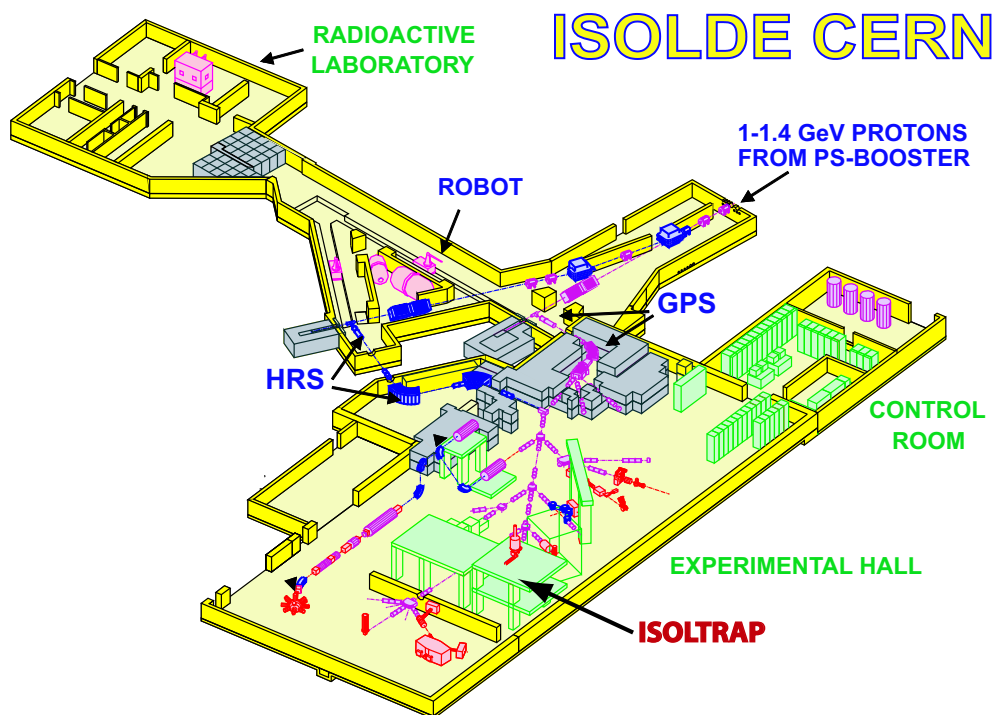 ISOLDE CERN
RADIOACTIVE
LABORATORY
1-1.4 GeV PROTONS
FROM PS-BOOSTER
ROBOT
GPS
HRS
CONTROL
ROOM
EXPERIMENTAL HALL
ISOLTRAP